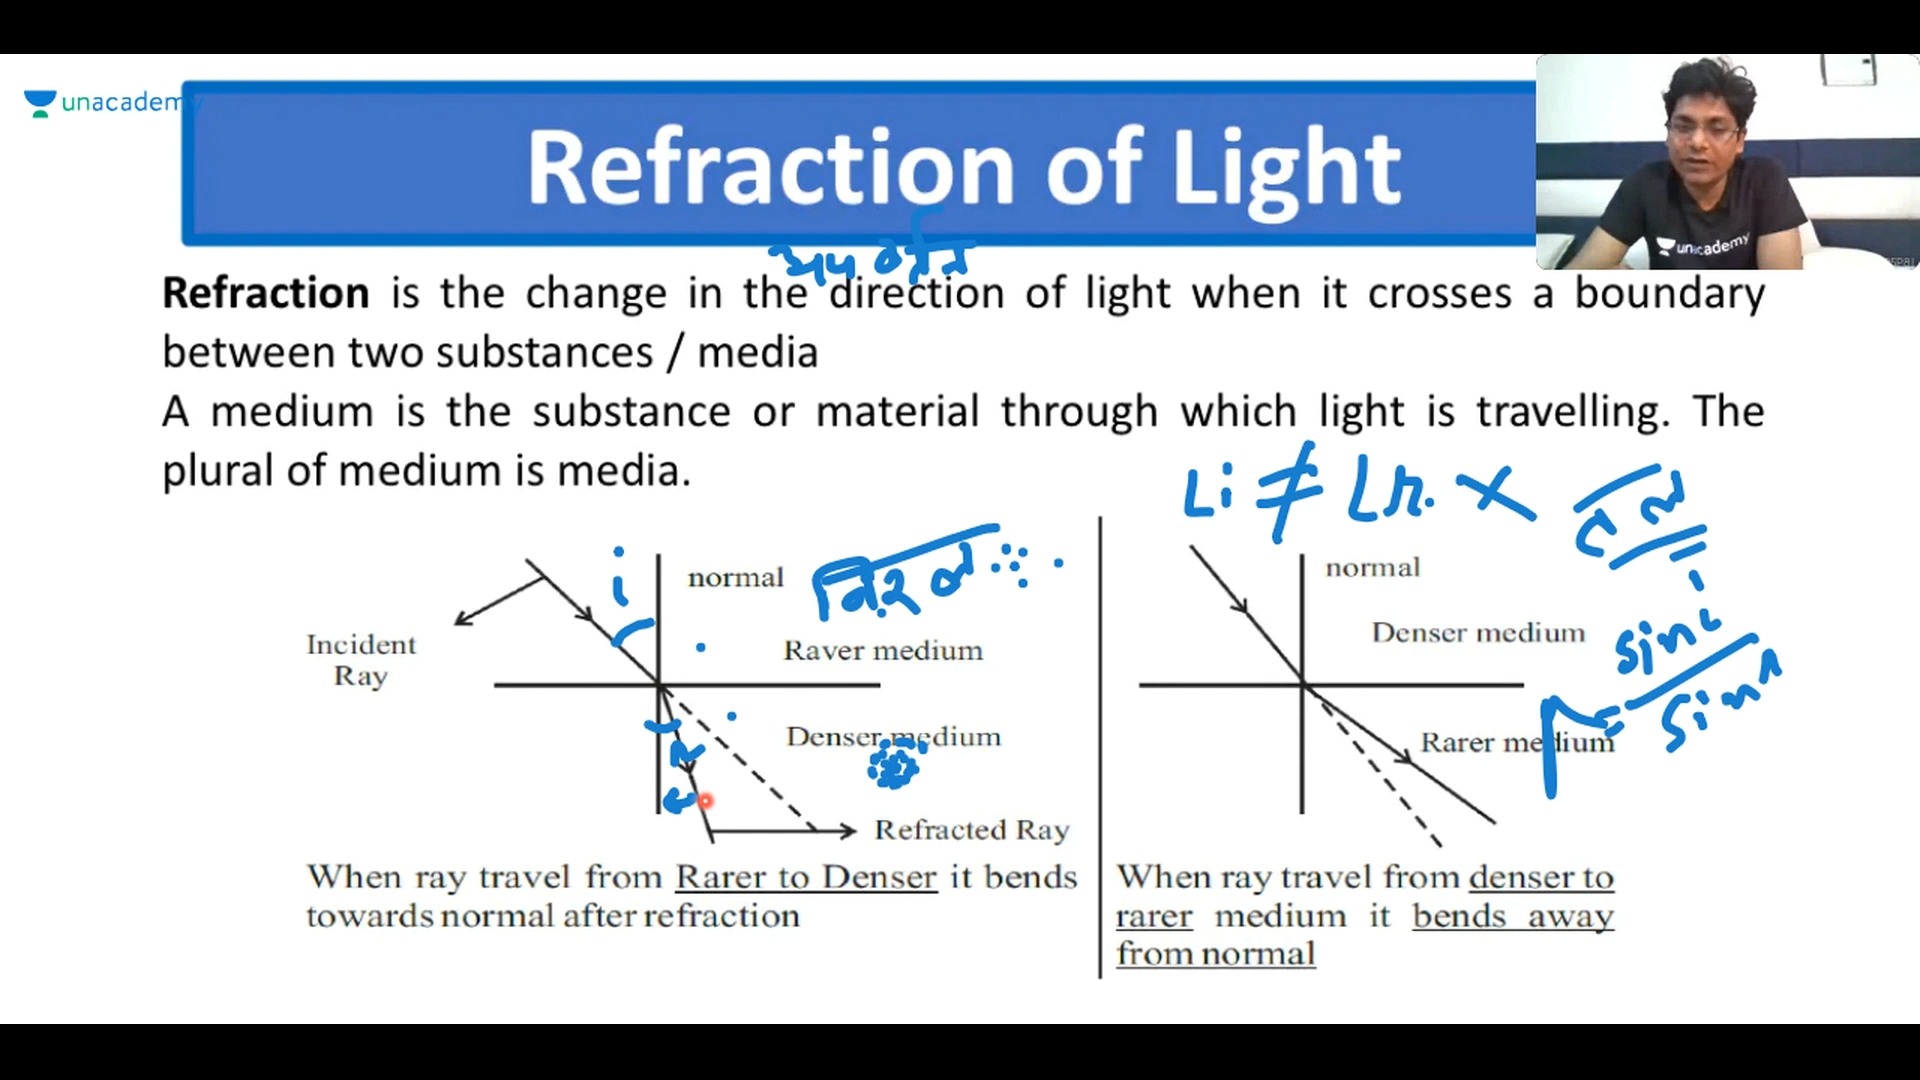 unacademy
Refraction of Light
अपवर्तन
Refraction is the change in the direction of light when it crosses a boundary
between two substances / media
A medium is the substance or material through which light is travelling. The
plural of medium is media.
∠i ≠ ∠r.
i
normal
विरल
Incident
Ray
Raver medium
Denser medium
r
Refracted Ray
When ray travel from Rarer to Denser it bends
towards normal after refraction
normal
Denser medium
sin i
μ =
sin r
Rarer medium
When ray travel from denser to
rarer medium it bends away
from normal
unacademy